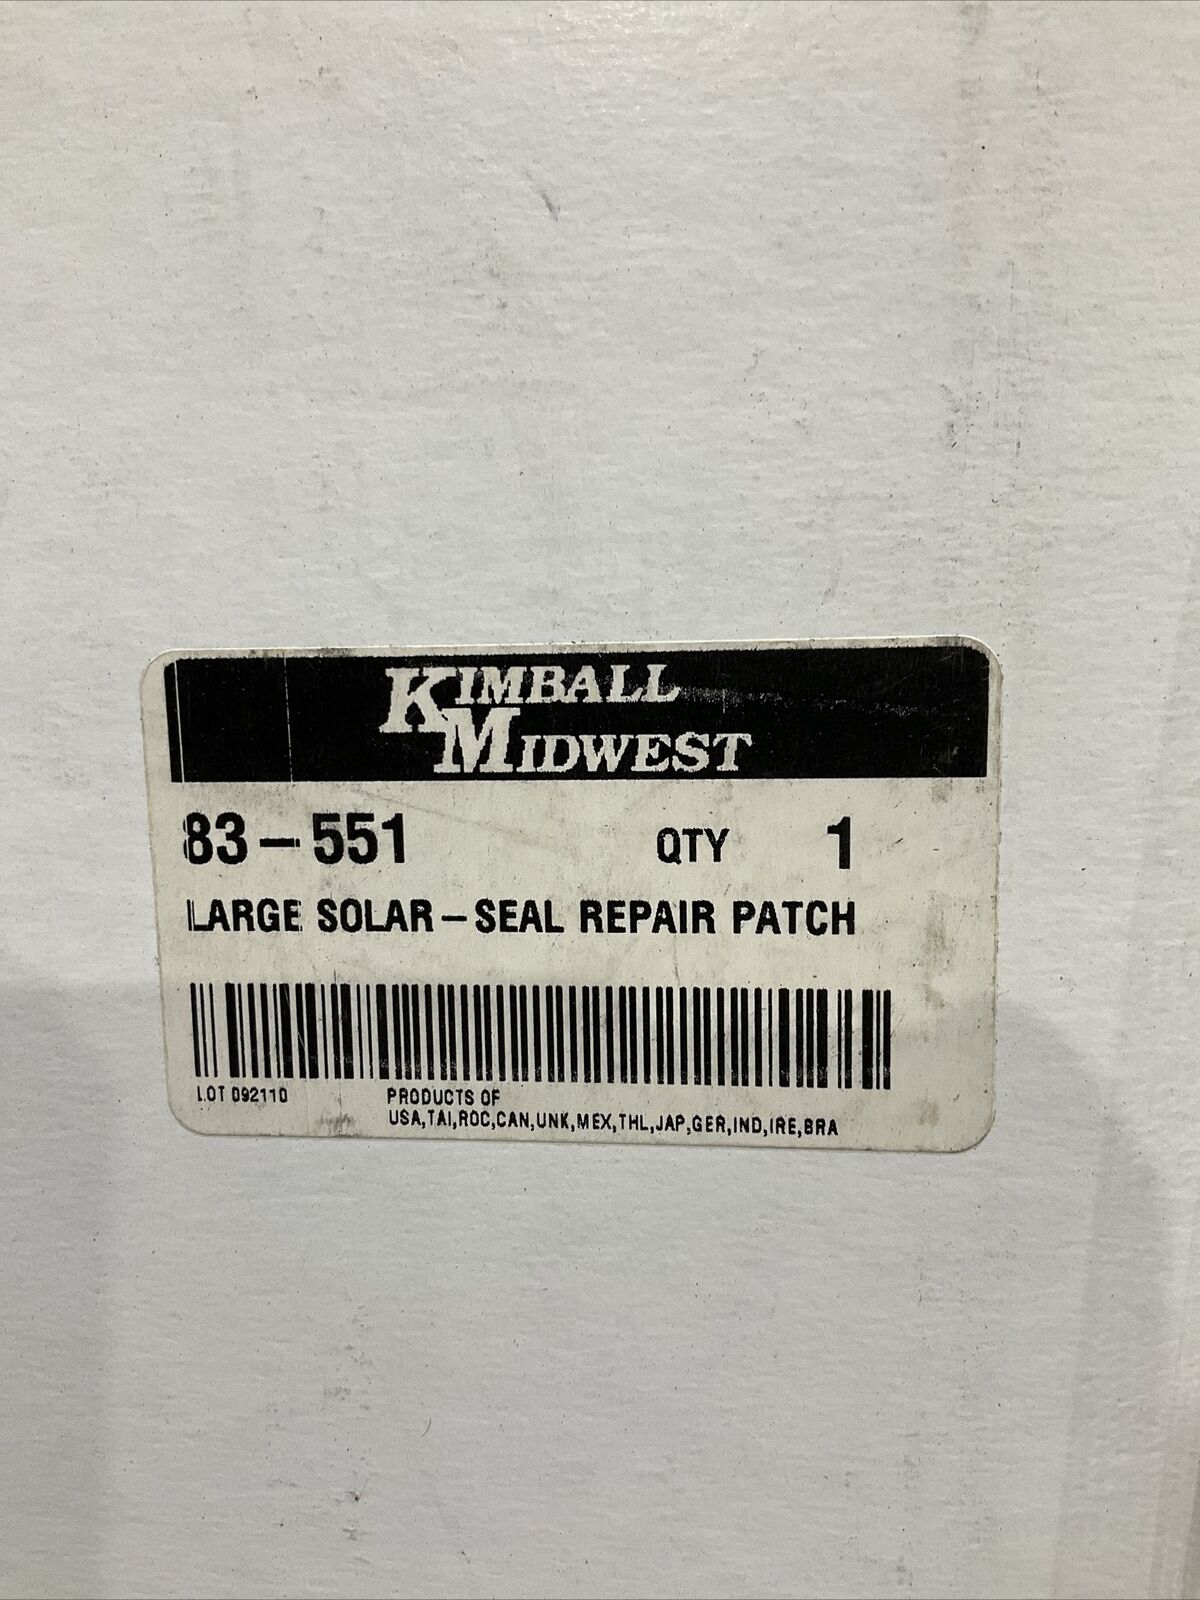 KIMBALL
MIDWEST
83-551 QTY 1
LARGE SOLAR-SEAL REPAIR PATCH
LOT 092110 PRODUCTS OF
USA,TAI,ROC,CAN,UNK,MEX,THL,JAP,GER,IND,IRE,BRA